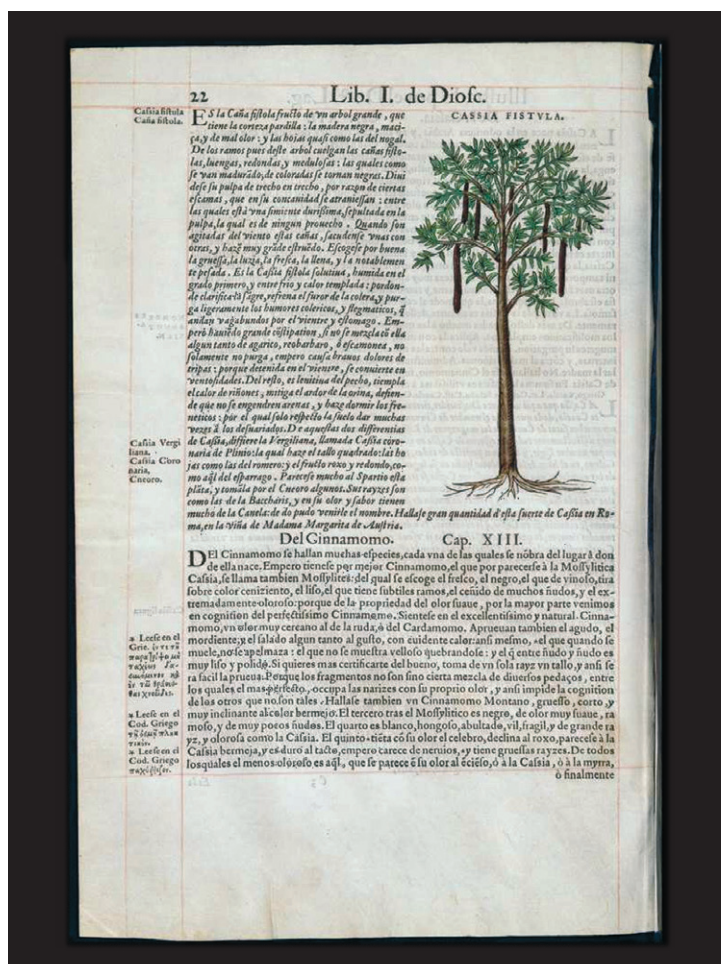 22
Lib. I. de Diosc.
Cassia fistula
Caña fistola.
CASSIA FISTVLA.
ES la Caña fistola fructo de vn arbol grande, que
tiene la corteza pardilla: la madera negra, maci-
ça, y de mal olor: y las hojas quasi como las del nogal.
De los ramos pues deste arbol cuelgan las cañas fisto-
las, luengas, redondas, y medulosas: las quales como
se van madurãdo, de coloradas se tornan negras. Diui
dese su pulpa de trecho en trecho, por razon de ciertas
escamas, que en su concauidad se atrauiessan: entre
las quales està vna simiente durissima, sepultada en la
pulpa, la qual es de ningun prouecho. Quando son
agitadas del viento estas cañas, sacudense vnas con
otras, y hazẽ muy grãde estruẽdo. Escogese por buena
la gruessa, la luzia, la fresca, la llena, y la notablemen
te pesada. Es la Cassia fistola solutiua, humida en el
grado primero, y entre frio y calor templada: por don-
de clarifica la sãgre, refrena el furor de la colera, y pur-
ga ligeramente los humores colericos, y flegmaticos, q̃
andan vagabundos por el vientre y estomago. Em-
però hauiẽdo grande cõstipation, si no se mezcla cõ ella
algun tanto de agarico, reobarbaro, ò escamonea, no
solamente no purga, empero causa brauos dolores de
tripas: porque detenida en el vientre, se conuierte en
ventosidades. Del resto, es lenitiua del pecho, tiempla
el calor de riñones, mitiga el ardor de la orina, defien-
de que no se engendren arenas, y haze dormir los fre-
neticos: por el qual solo respecto la suelo dar muchas
vezes à los desuariados. De aquestas dos differentias
de Cassia, differe la Vergiliana, llamada Cassia coro-
naria de Plinio: la qual haze el tallo quadrado: las ho
jas como las del romero: y el fructo roxo y redondo, co-
mo aq̃l del esparrago. Parecese mucho al Spartio esta
plãta, y tomãla por el Cneoro algunos. Sus rayzes son
como las de la Baccharis, y en su olor y sabor tienen
mucho de la Canela: de do pudo venirle el nombre. Hallase gran quantidad d'esta suerte de Cassia en Ro-
ma, en la viña de Madama Margarita de Austria.
Cassia Vergi
liana.
Cassia Coro
naria,
Cneoro.
Del Cinnamomo. Cap. XIII.
DEl Cinnamomo se hallan muchas especies, cada vna de las quales se nõbra del lugar à don
de ella nace. Empero tienese por mejor Cinnamomo, el que por parecerse à la Mossylitica
Cassia, se llama tambien Mossylites: del qual se escoge el fresco, el negro, el que de vinoso, tira
sobre color ceniziento, el liso, el que tiene subtiles ramos, el ceñido de muchos ñudos, y el ex-
tremadamente oloroso: porque de la propriedad del olor suaue, por la mayor parte venimos
en cognition del perfectissimo Cinnamomo. Sientese en el excellentissimo y natural Cinna-
momo, vn olor muy cercano al de la ruda, ò del Cardamomo. Aprueuan tambien el agudo, el
mordiente, y el salado algun tanto al gusto, con euidente calor: ansi mesmo, el que quando se
muele, no se apelmaza: el que no se muestra velloso quebrandose: y el q̃ entre ñudo y ñudo es
muy liso y polido. Si quieres mas certificarte del bueno, toma de vn sola rayz vn tallo, y ansi se
ra facil la prueua. Porque los fragmentos no son sino cierta mezcla de diuersos pedaços, entre
los quales el mas perfecto, occupa las narizes con su proprio olor, y ansi impide la cognition
de los otros que no son tales. Hallase tambien vn Cinnamomo Montano, gruesso, corto, y
muy inclinante al color bermejo. El tercero tras el Mossylitico es negro, de olor muy suaue, ra
moso, y de muy pocos ñudos. El quarto es blanco, hongoso, abultado, vil, fragil, y de grande ra
yz, y olorosa como la Cassia. El quinto tiẽta cõ su olor el celebro, declina al roxo, parecese à la
Cassia bermeja, y es duro al tacto, empero carece de neruios, y tiene gruessas rayzes. De todos
los quales el menos oloroso es aq̃l, que se parece ẽ su olor al ẽciẽso, ò à la Cassia, ò à la myrra,
ò finalmente
Leese en el
Grie.
Leese en el
Cod. Griego
Leese en el
Cod. Griego